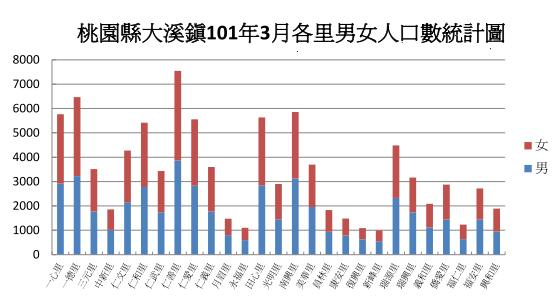 桃園縣大溪鎮101年3月各里男女人口數統計圖
8000
7000
6000
5000
4000
3000
2000
1000
0
女
男
一心里
一德里
三元里
中新里
仁文里
仁和里
仁武里
仁善里
仁愛里
仁義里
月眉里
永福里
田心里
光明里
南興里
美華里
員林里
康安里
復興里
新峰里
瑞源里
瑞興里
義和里
僑愛里
福仁里
福安里
興和里